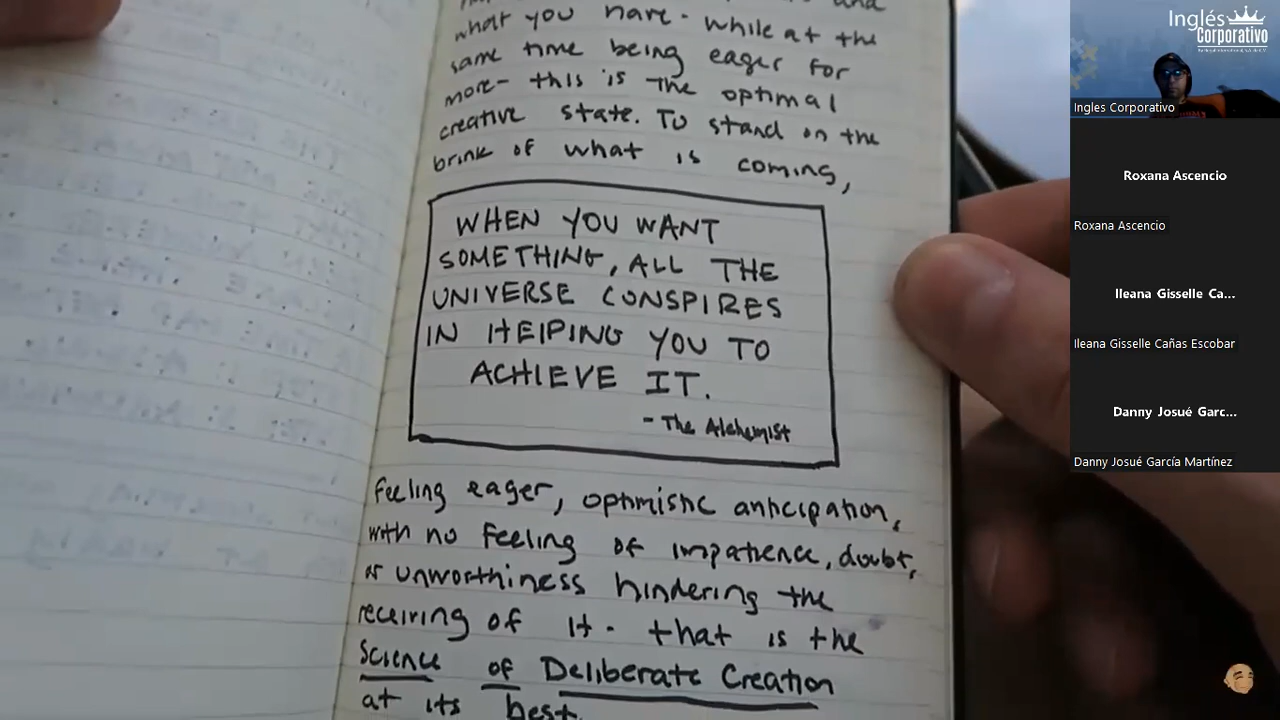 and
what you have - while at the
same time being eager for
more - this is the optimal
creative state. To stand on the
brink of what is coming,
WHEN YOU WANT
SOMETHING, ALL THE
UNIVERSE CONSPIRES
IN HELPING YOU TO
ACHIEVE IT.
- The Alchemist
Feeling eager, optimistic anticipation,
with no feeling of impatience, doubt,
or unworthiness hindering the
receiving of it - that is the
Science of Deliberate Creation
at its best.
Inglés
Corporativo
Ingles Corporativo
Roxana Ascencio
Roxana Ascencio
Ileana Gisselle Ca...
Ileana Gisselle Cañas Escobar
Danny Josué Garc...
Danny Josué García Martínez